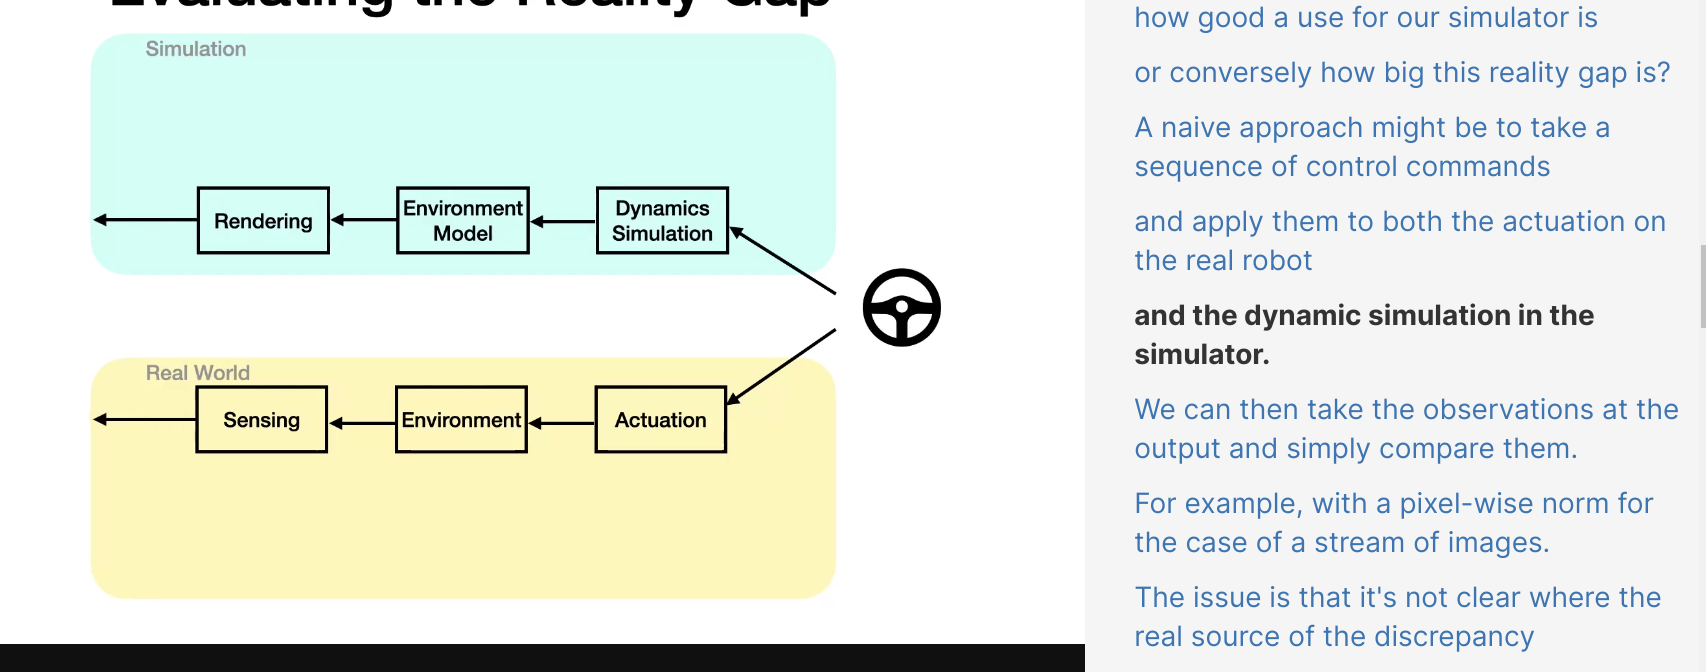 Evaluating the Reality Gap
Simulation
Rendering
Environment
Model
Dynamics
Simulation
Real World
Sensing
Environment
Actuation
how good a use for our simulator is
or conversely how big this reality gap is?
A naive approach might be to take a
sequence of control commands
and apply them to both the actuation on
the real robot
and the dynamic simulation in the
simulator.
We can then take the observations at the
output and simply compare them.
For example, with a pixel-wise norm for
the case of a stream of images.
The issue is that it's not clear where the
real source of the discrepancy